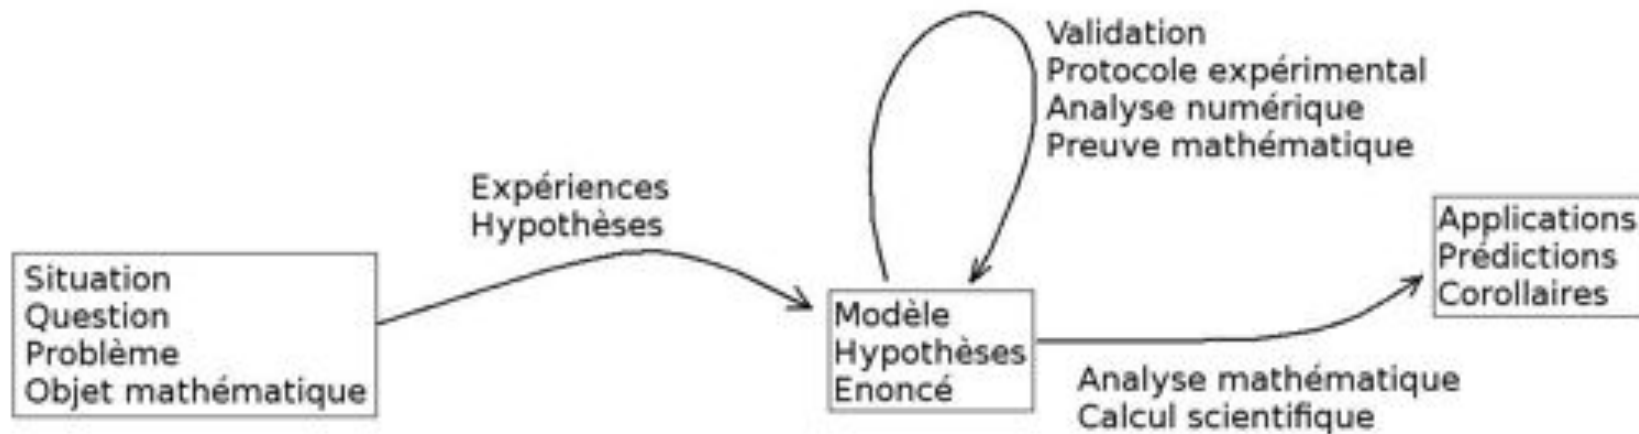 Situation
Question
Problème
Objet mathématique
Expériences
Hypothèses
Modèle
Hypothèses
Enoncé
Validation
Protocole expérimental
Analyse numérique
Preuve mathématique
Analyse mathématique
Calcul scientifique
Applications
Prédictions
Corollaires